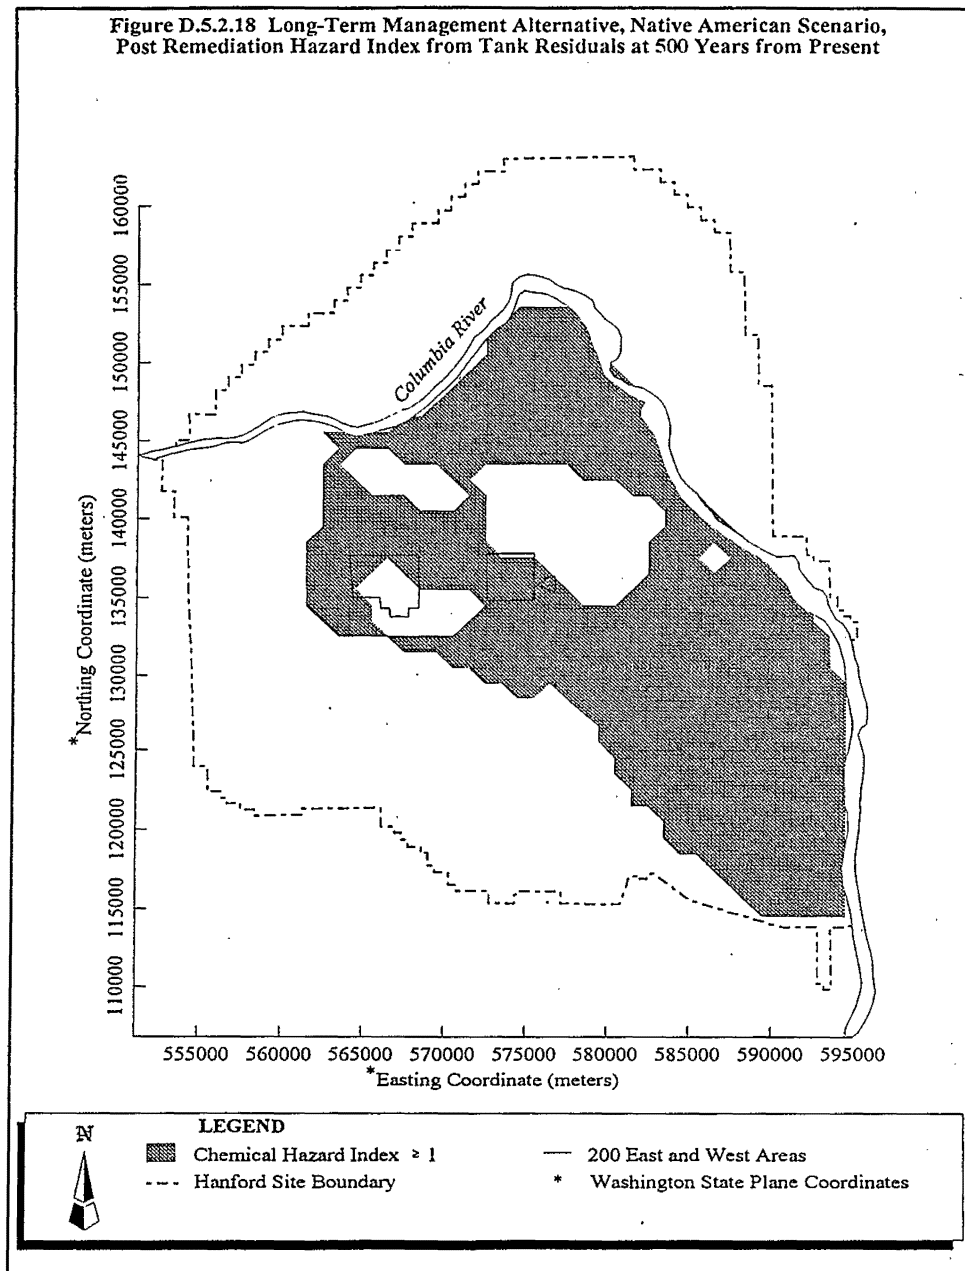 Figure D.5.2.18 Long-Term Management Alternative, Native American Scenario,
Post Remediation Hazard Index from Tank Residuals at 500 Years from Present
160000
155000
150000
145000
140000
135000
130000
125000
120000
115000
110000
*Northing Coordinate (meters)
Columbia River
555000 560000 565000 570000 575000 580000 585000 590000 595000
*Easting Coordinate (meters)
N
LEGEND
Chemical Hazard Index ≥ 1
Hanford Site Boundary
200 East and West Areas
* Washington State Plane Coordinates